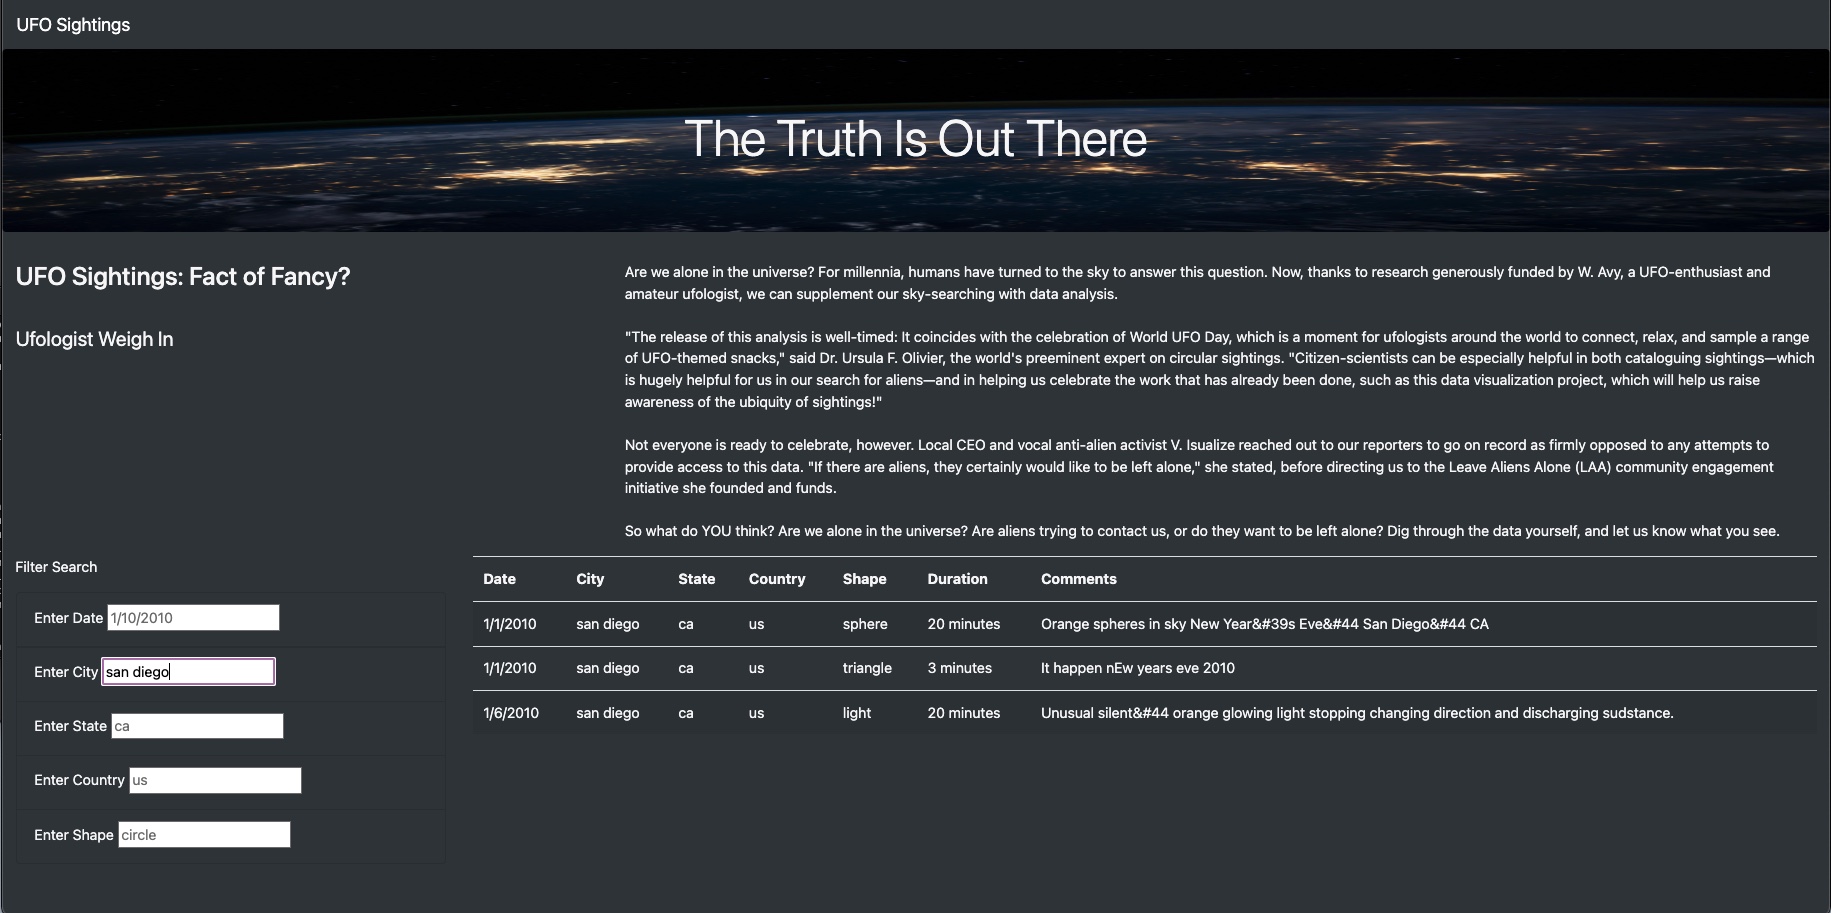 UFO Sightings
The Truth Is Out There
UFO Sightings: Fact of Fancy?
Ufologist Weigh In
Are we alone in the universe? For millennia, humans have turned to the sky to answer this question. Now, thanks to research generously funded by W. Avy, a UFO-enthusiast and
amateur ufologist, we can supplement our sky-searching with data analysis.
"The release of this analysis is well-timed: It coincides with the celebration of World UFO Day, which is a moment for ufologists around the world to connect, relax, and sample a range
of UFO-themed snacks," said Dr. Ursula F. Olivier, the world's preeminent expert on circular sightings. "Citizen-scientists can be especially helpful in both cataloguing sightings—which
is hugely helpful for us in our search for aliens—and in helping us celebrate the work that has already been done, such as this data visualization project, which will help us raise
awareness of the ubiquity of sightings!"
Not everyone is ready to celebrate, however. Local CEO and vocal anti-alien activist V. Isualize reached out to our reporters to go on record as firmly opposed to any attempts to
provide access to this data. "If there are aliens, they certainly would like to be left alone," she stated, before directing us to the Leave Aliens Alone (LAA) community engagement
initiative she founded and funds.
So what do YOU think? Are we alone in the universe? Are aliens trying to contact us, or do they want to be left alone? Dig through the data yourself, and let us know what you see.
Filter Search
Enter Date 1/10/2010
Enter City san diego
Enter State ca
Enter Country us
Enter Shape circle
Date City State Country Shape Duration Comments
1/1/2010 san diego ca us sphere 20 minutes Orange spheres in sky New Year&#39s Eve&#44 San Diego&#44 CA
1/1/2010 san diego ca us triangle 3 minutes It happen nEw years eve 2010
1/6/2010 san diego ca us light 20 minutes Unusual silent&#44 orange glowing light stopping changing direction and discharging sudstance.